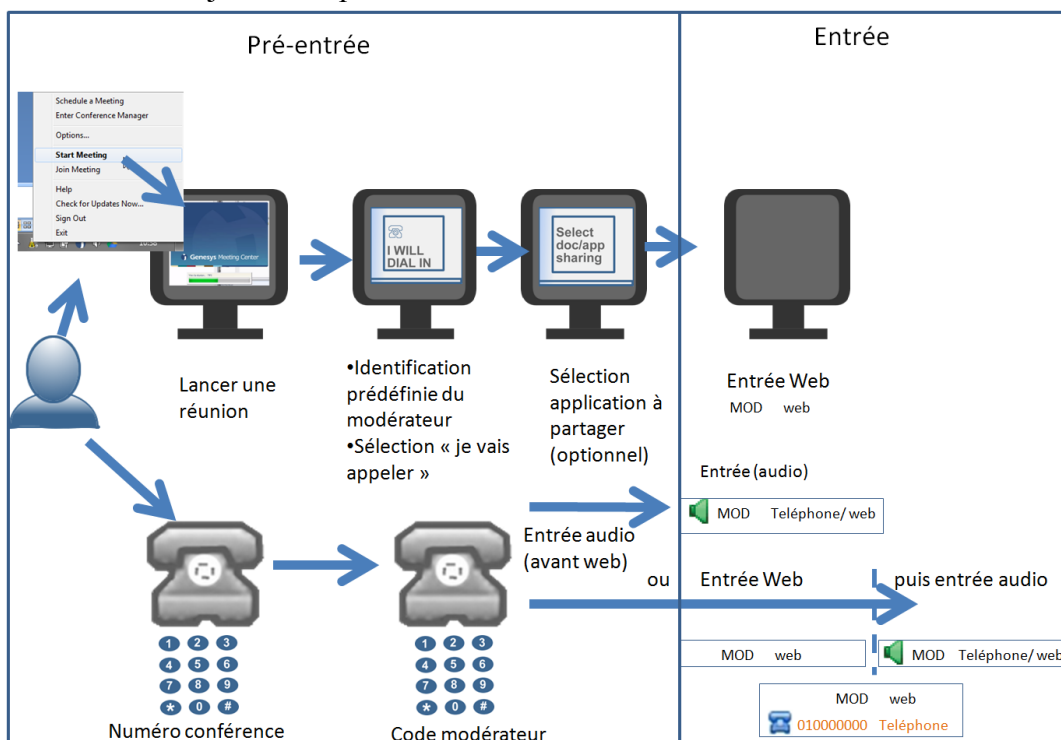 Pré-entrée
Entrée
Schedule a Meeting
Enter Conference Manager
Options...
Start Meeting
Join Meeting
Help
Check for Updates Now...
Sign Out
Exit
Genesys Meeting Center
I WILL
DIAL IN
Select
doc/app
sharing
Lancer une
réunion
•Identification
prédéfinie du
modérateur
•Sélection « je vais
appeler »
Sélection
application à
partager
(optionnel)
Entrée Web
MOD web
Entrée (audio)
MOD Teléphone/ web
Entrée audio
(avant web)
ou
Entrée Web
puis entrée audio
1 2 3
4 5 6
7 8 9
* 0 #
1 2 3
4 5 6
7 8 9
* 0 #
MOD web
MOD Teléphone/ web
MOD web
010000000 Teléphone
Numéro conférence
Code modérateur